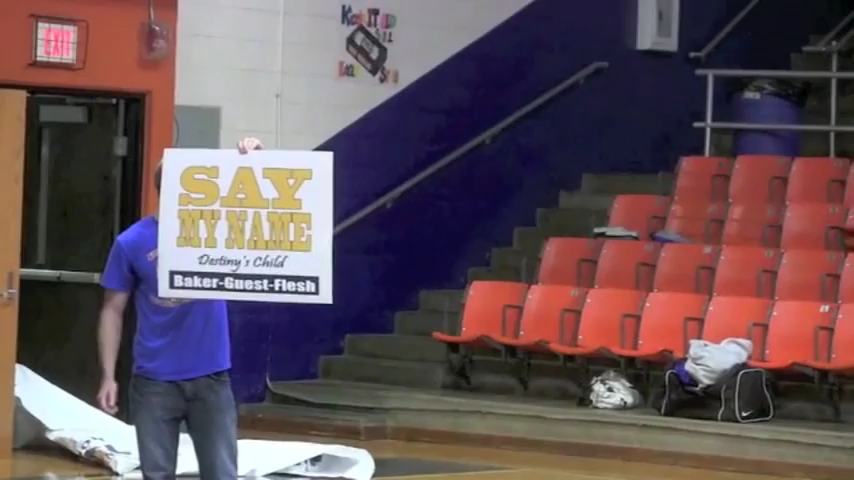 EXIT
SAY
MY NAME
Destiny's Child
Baker-Guest-Flesh